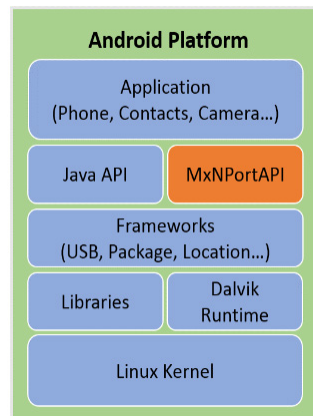 Android Platform
Application
(Phone, Contacts, Camera...)
Java API
MxNPortAPI
Frameworks
(USB, Package, Location...)
Libraries
Dalvik
Runtime
Linux Kernel